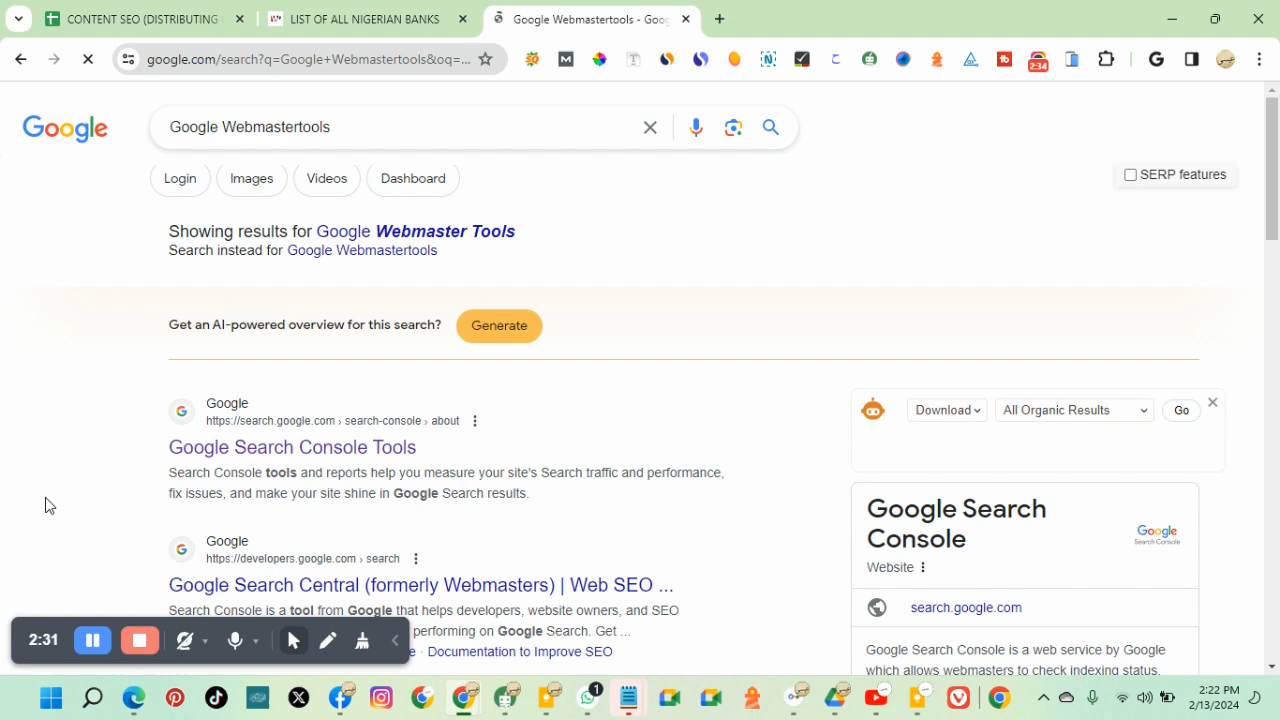 CONTENT SEO (DISTRIBUTING
LIST OF ALL NIGERIAN BANKS
Google Webmastertools - Goo
google.com/search?q=Google+Webmastertools&oq=...
2:34
Google
Google Webmastertools
Login
Images
Videos
Dashboard
SERP features
Showing results for Google Webmaster Tools
Search instead for Google Webmastertools
Get an AI-powered overview for this search?
Generate
Google
https://search.google.com › search-console › about
Google Search Console Tools
Search Console tools and reports help you measure your site's Search traffic and performance,
fix issues, and make your site shine in Google Search results.
Download
All Organic Results
Go
Google Search
Console
Google
Search Console
Website
search.google.com
Google Search Console is a web service by Google
which allows webmasters to check indexing status,
Google
https://developers.google.com › search
Google Search Central (formerly Webmasters) | Web SEO ...
Search Console is a tool from Google that helps developers, website owners, and SEO
performing on Google Search. Get ...
· Documentation to Improve SEO
2:31
1
2:22 PM
2/13/2024